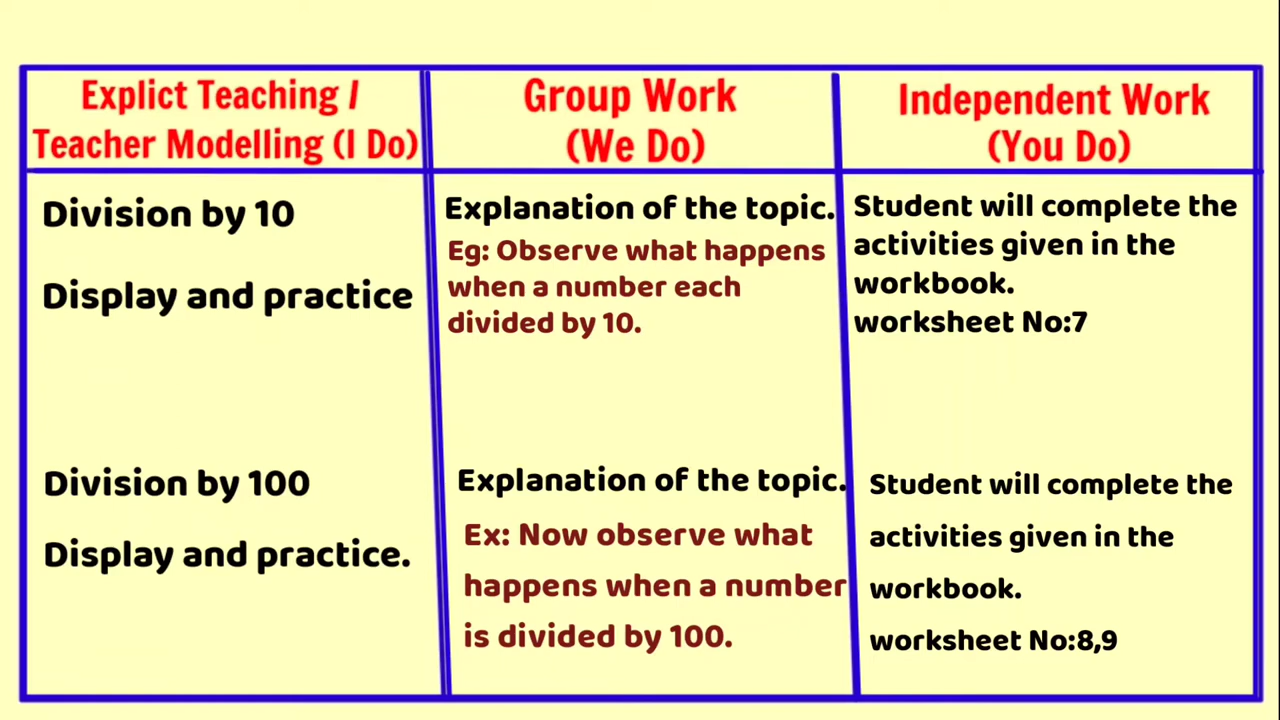 Explict Teaching /
Teacher Modelling (I Do)
Group Work
(We Do)
Independent Work
(You Do)
Division by 10
Display and practice
Explanation of the topic.
Eg: Observe what happens
when a number each
divided by 10.
Student will complete the
activities given in the
workbook.
worksheet No:7
Division by 100
Display and practice.
Explanation of the topic.
Ex: Now observe what
happens when a number
is divided by 100.
Student will complete the
activities given in the
workbook.
worksheet No:8,9